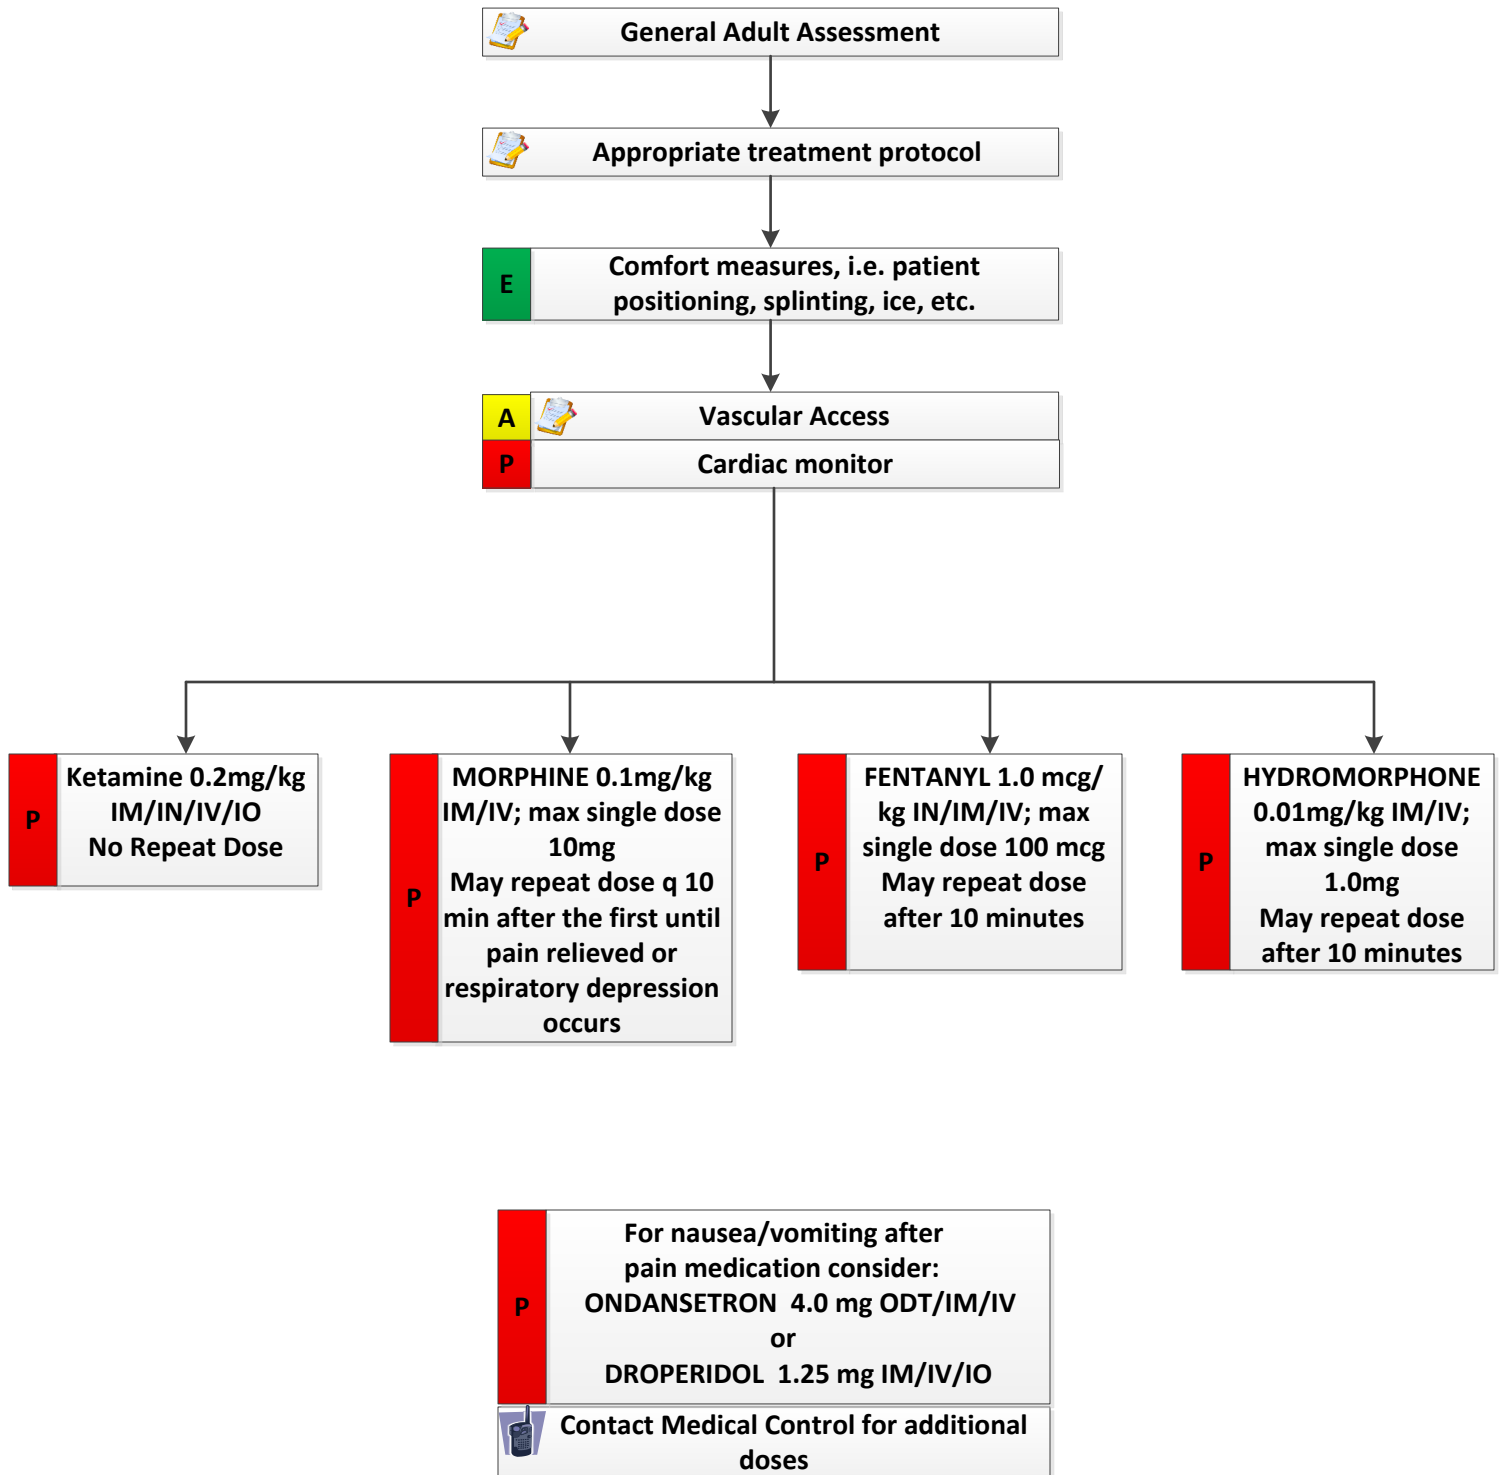 General Adult Assessment
Appropriate treatment protocol
E
Comfort measures, i.e. patient
positioning, splinting, ice, etc.
A
Vascular Access
P
Cardiac monitor
P
Ketamine 0.2mg/kg
IM/IN/IV/IO
No Repeat Dose
P
MORPHINE 0.1mg/kg
IM/IV; max single dose
10mg
May repeat dose q 10
min after the first until
pain relieved or
respiratory depression
occurs
P
FENTANYL 1.0 mcg/
kg IN/IM/IV; max
single dose 100 mcg
May repeat dose
after 10 minutes
P
HYDROMORPHONE
0.01mg/kg IM/IV;
max single dose
1.0mg
May repeat dose
after 10 minutes
P
For nausea/vomiting after
pain medication consider:
ONDANSETRON 4.0 mg ODT/IM/IV
or
DROPERIDOL 1.25 mg IM/IV/IO
Contact Medical Control for additional
doses